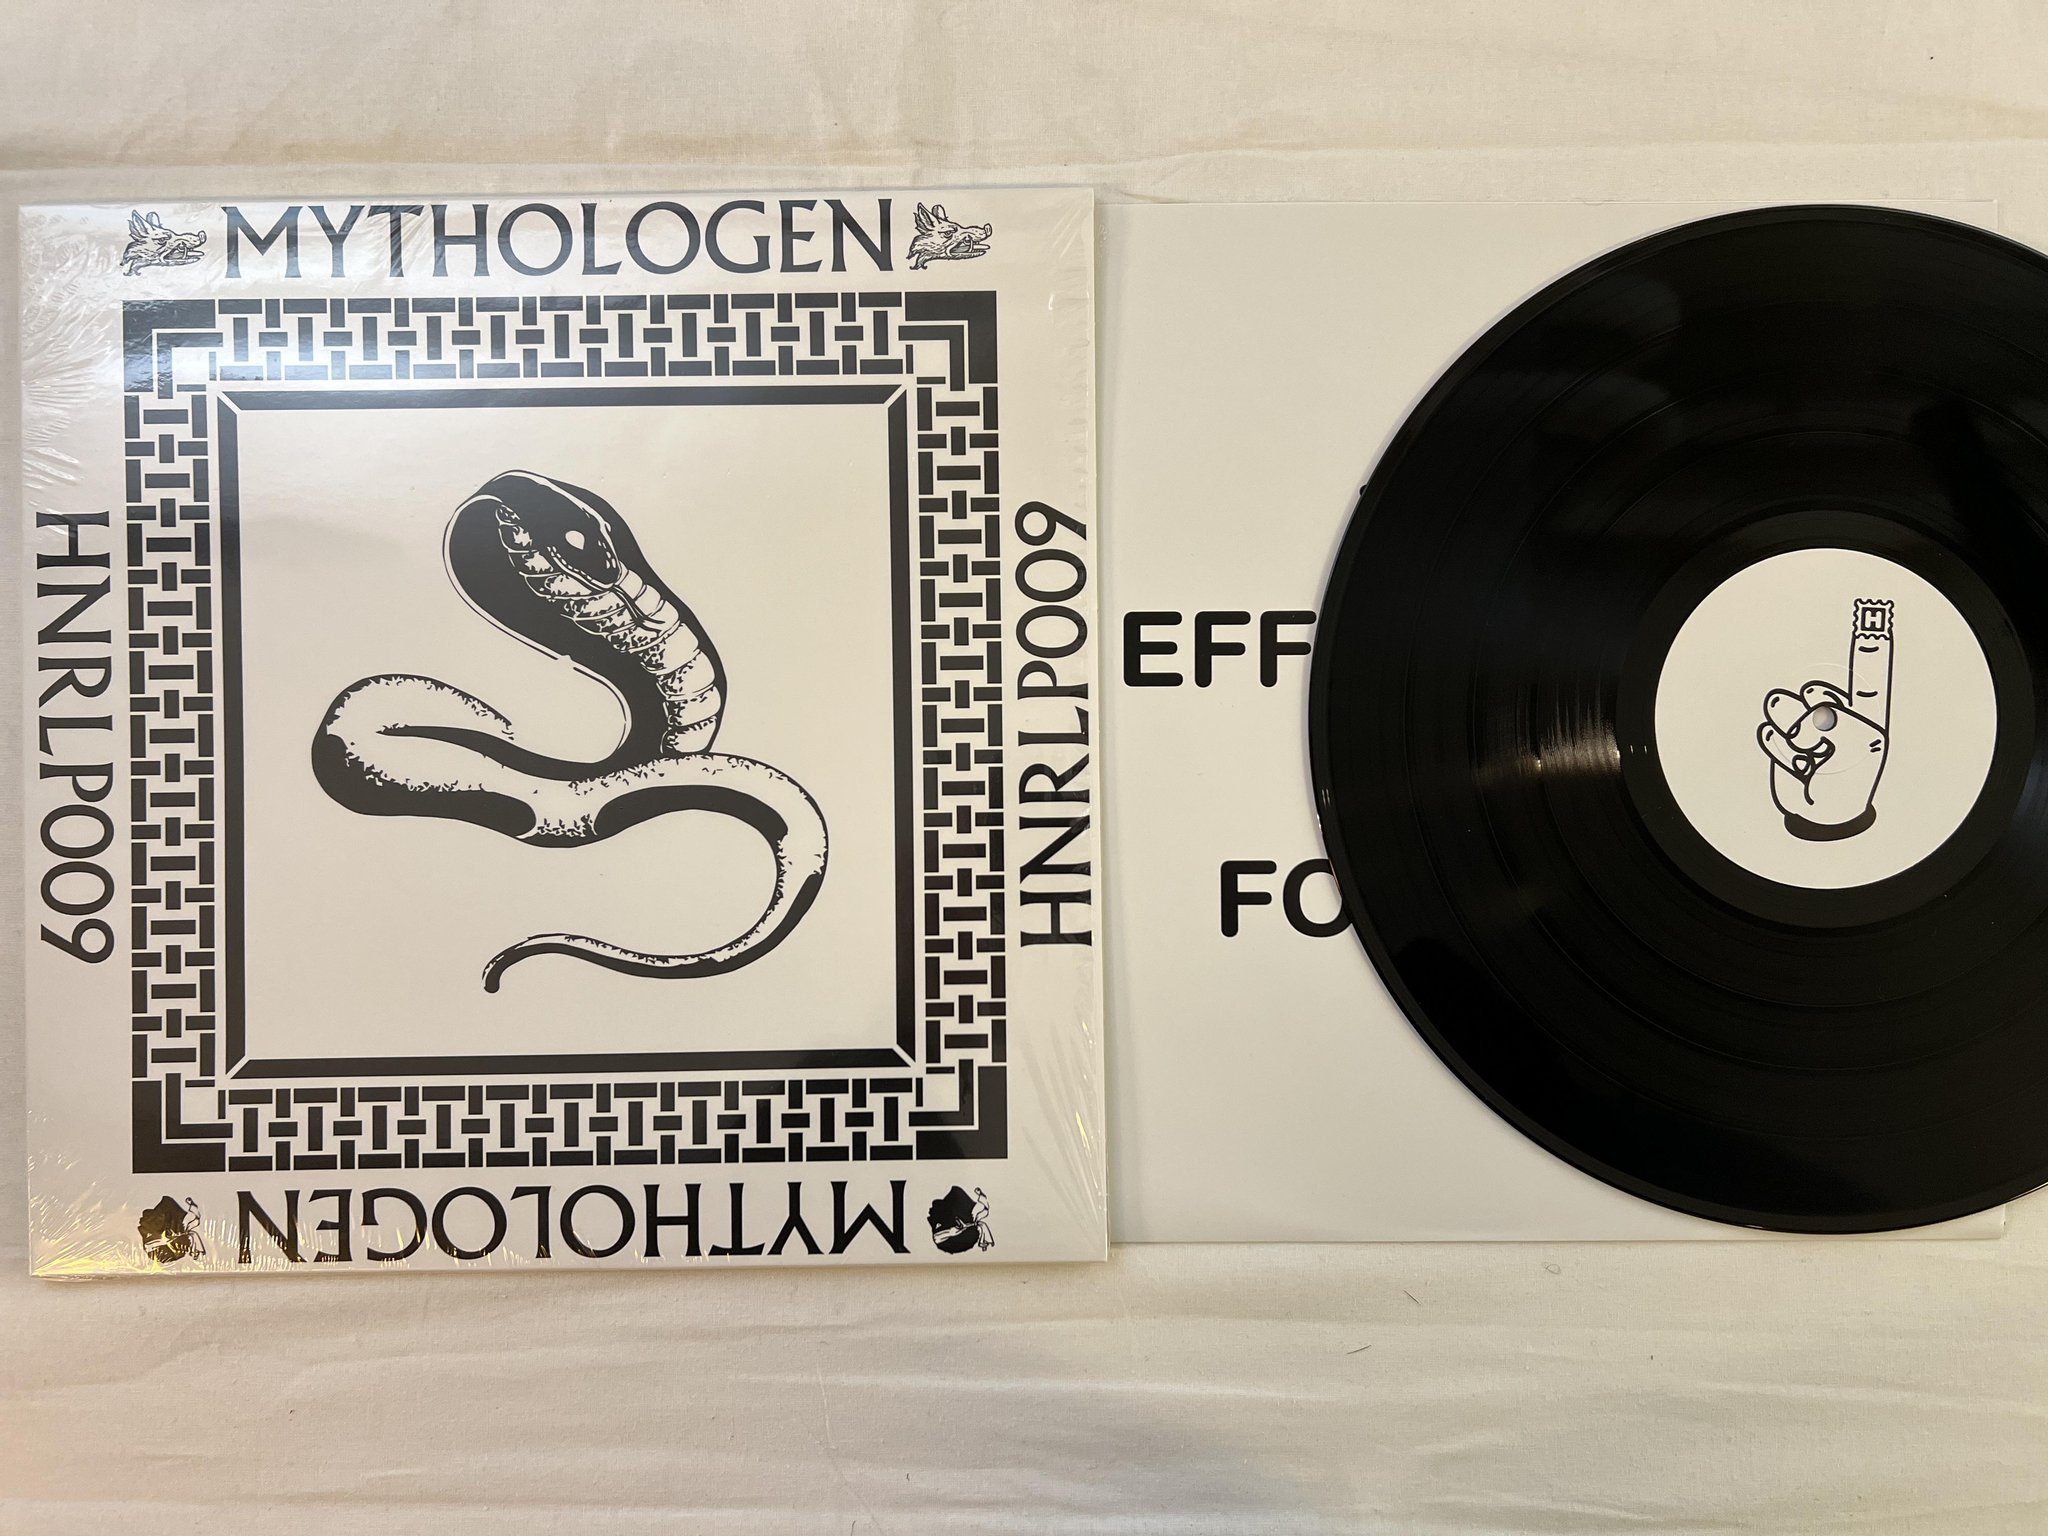 MYTHOLOGEN
HNRLP009
HNRLP009
MYTHOLOGEN
EFF
FO
H